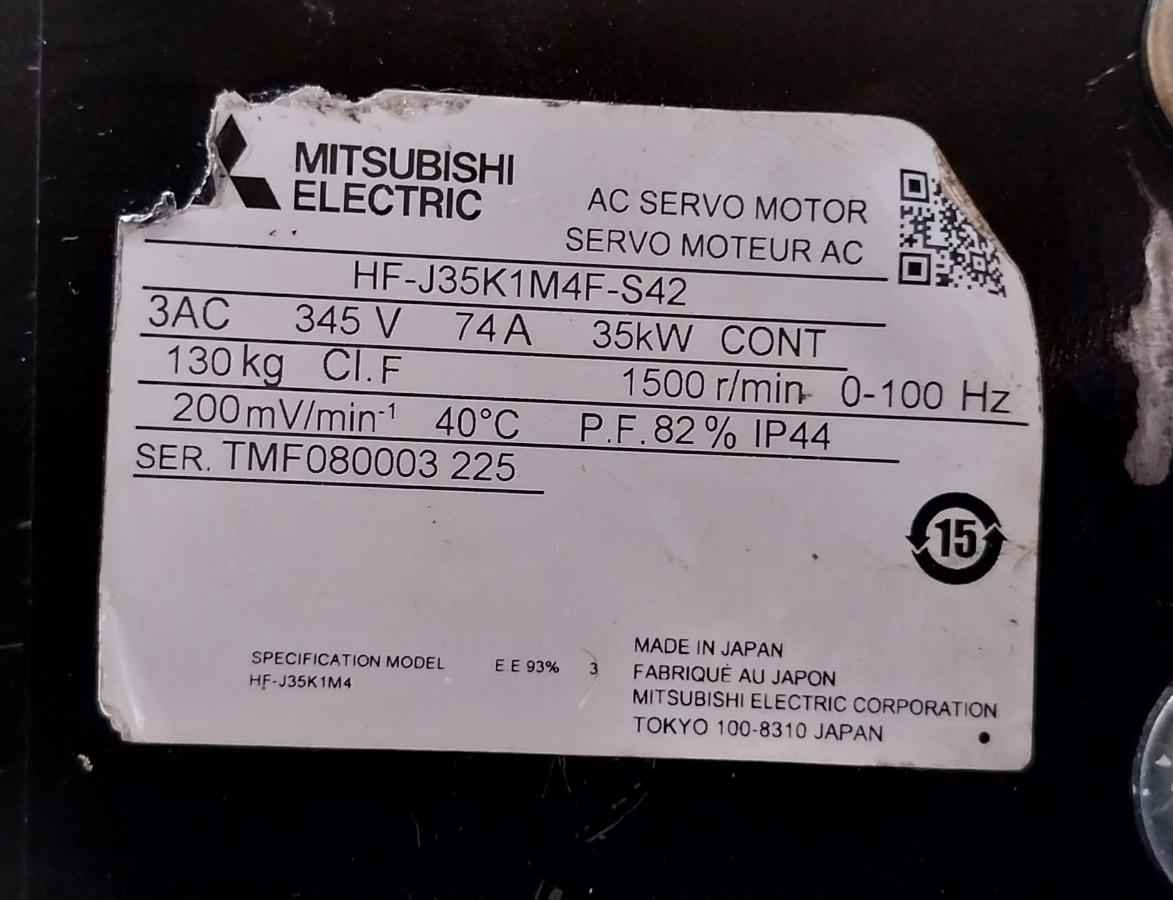 MITSUBISHI
ELECTRIC
AC SERVO MOTOR
SERVO MOTEUR AC
HF-J35K1M4F-S42
3AC 345 V 74 A 35kW CONT
130 kg Cl. F 1500 r/min 0-100 Hz
200mV/min⁻¹ 40°C P.F. 82 % IP44
SER. TMF080003 225
15
SPECIFICATION MODEL E E 93% 3
HF-J35K1M4
MADE IN JAPAN
FABRIQUÉ AU JAPON
MITSUBISHI ELECTRIC CORPORATION
TOKYO 100-8310 JAPAN